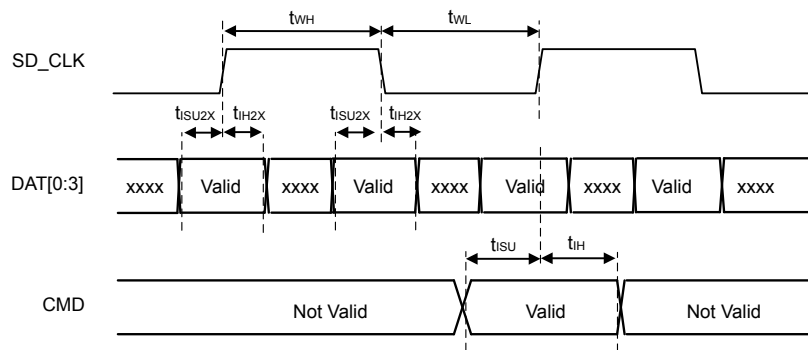 tWH tWL
SD_CLK
tISU2X tIH2X tISU2X tIH2X
DAT[0:3] xxxx Valid xxxx Valid xxxx Valid xxxx Valid xxxx
tISU tIH
CMD Not Valid Valid Not Valid